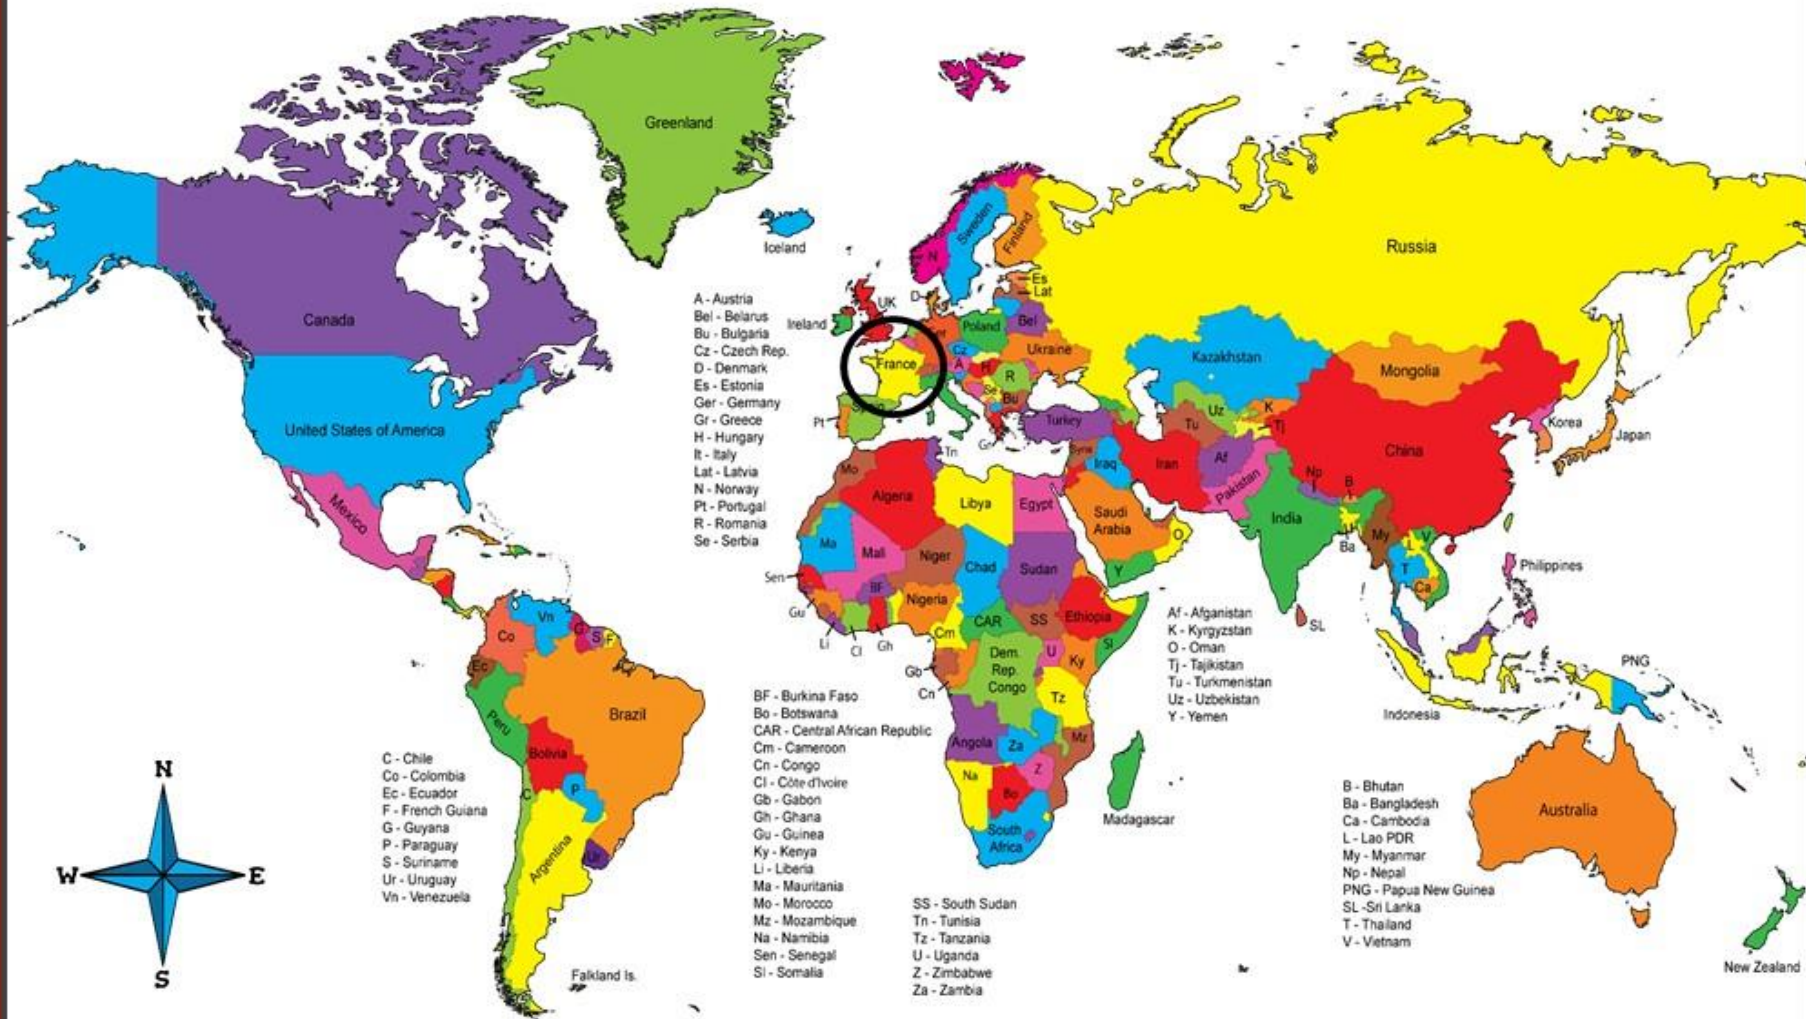 Greenland
Iceland
Sweden
Finland
N
Russia
Es
Lat
D
UK
Ireland
Canada
A - Austria
Bel - Belarus
Bu - Bulgaria
Cz - Czech Rep.
D - Denmark
Es - Estonia
Ger - Germany
Gr - Greece
H - Hungary
It - Italy
Lat - Latvia
N - Norway
Pt - Portugal
R - Romania
Se - Serbia
Poland
Bel
Cz
Ukraine
France
A
H
R
Se
Bu
Kazakhstan
Mongolia
United States of America
Pt
Gr
Turkey
Uz
K
Tu
Tj
China
Korea
Japan
Mexico
Tn
Mo
Algeria
Libya
Egypt
Syria
Iraq
Iran
Af
Pakistan
Np
B
India
Saudi
Arabia
O
Y
Ba
My
L
V
T
Ca
Philippines
SL
Ma
Mali
Niger
Chad
Sudan
Sen
BF
Nigeria
Ethiopia
Gu
Li
CI
Gh
Cm
CAR
SS
SI
U
Ky
Dem.
Rep.
Congo
Gb
Cn
Tz
Vn
Co
G
S
F
Ec
Peru
Brazil
Bolivia
P
C
Argentina
Ur
Falkland Is.
Af - Afganistan
K - Kyrgyzstan
O - Oman
Tj - Tajikistan
Tu - Turkmenistan
Uz - Uzbekistan
Y - Yemen
PNG
Indonesia
Angola
Za
Mz
Na
Z
Bo
South
Africa
Madagascar
Australia
New Zealand
BF - Burkina Faso
Bo - Botswana
CAR - Central African Republic
Cm - Cameroon
Cn - Congo
CI - Côte d'Ivoire
Gb - Gabon
Gh - Ghana
Gu - Guinea
Ky - Kenya
Li - Liberia
Ma - Mauritania
Mo - Morocco
Mz - Mozambique
Na - Namibia
Sen - Senegal
SI - Somalia
SS - South Sudan
Tn - Tunisia
Tz - Tanzania
U - Uganda
Z - Zimbabwe
Za - Zambia
C - Chile
Co - Colombia
Ec - Ecuador
F - French Guiana
G - Guyana
P - Paraguay
S - Suriname
Ur - Uruguay
Vn - Venezuela
B - Bhutan
Ba - Bangladesh
Ca - Cambodia
L - Lao PDR
My - Myanmar
Np - Nepal
PNG - Papua New Guinea
SL -Sri Lanka
T - Thailand
V - Vietnam
N
W
E
S